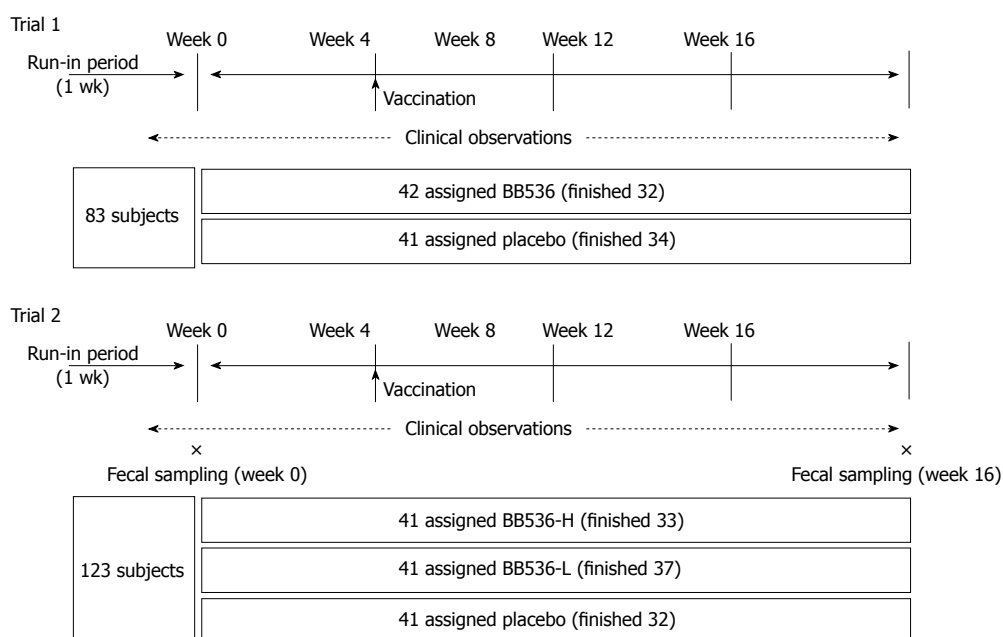 Trial 1
Week 0 Week 4 Week 8 Week 12 Week 16
Run-in period
(1 wk)
Vaccination
Clinical observations
83 subjects
42 assigned BB536 (finished 32)
41 assigned placebo (finished 34)
Trial 2
Week 0 Week 4 Week 8 Week 12 Week 16
Run-in period
(1 wk)
Vaccination
Clinical observations
× ×
Fecal sampling (week 0) Fecal sampling (week 16)
123 subjects
41 assigned BB536-H (finished 33)
41 assigned BB536-L (finished 37)
41 assigned placebo (finished 32)